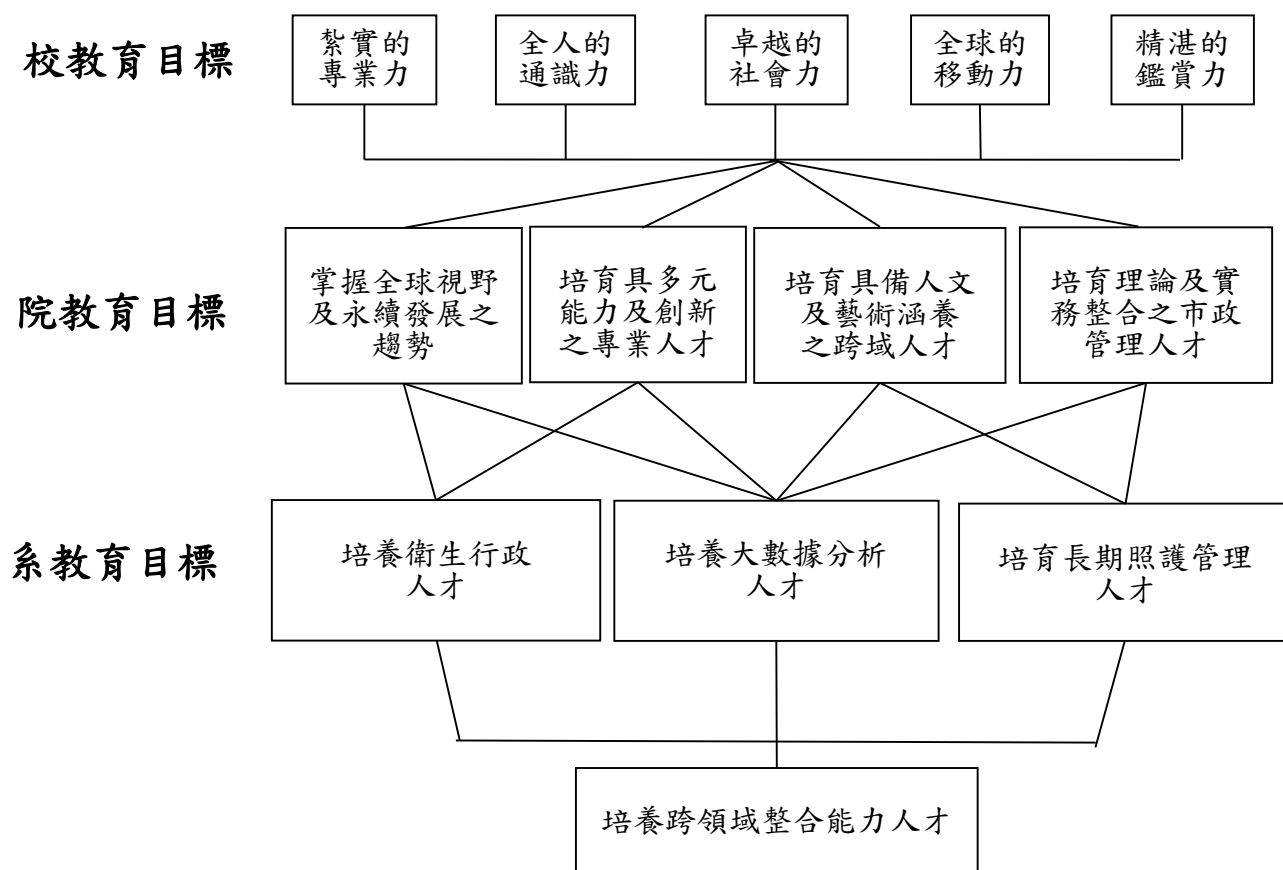 校教育目標
紮實的
專業力
全人的
通識力
卓越的
社會力
全球的
移動力
精湛的
鑑賞力
院教育目標
掌握全球視野
及永續發展之
趨勢
培育具多元
能力及創新
之專業人才
培育具備人文
及藝術涵養
之跨域人才
培育理論及實
務整合之市政
管理人才
系教育目標
培養衛生行政
人才
培養大數據分析
人才
培育長期照護管理
人才
培養跨領域整合能力人才